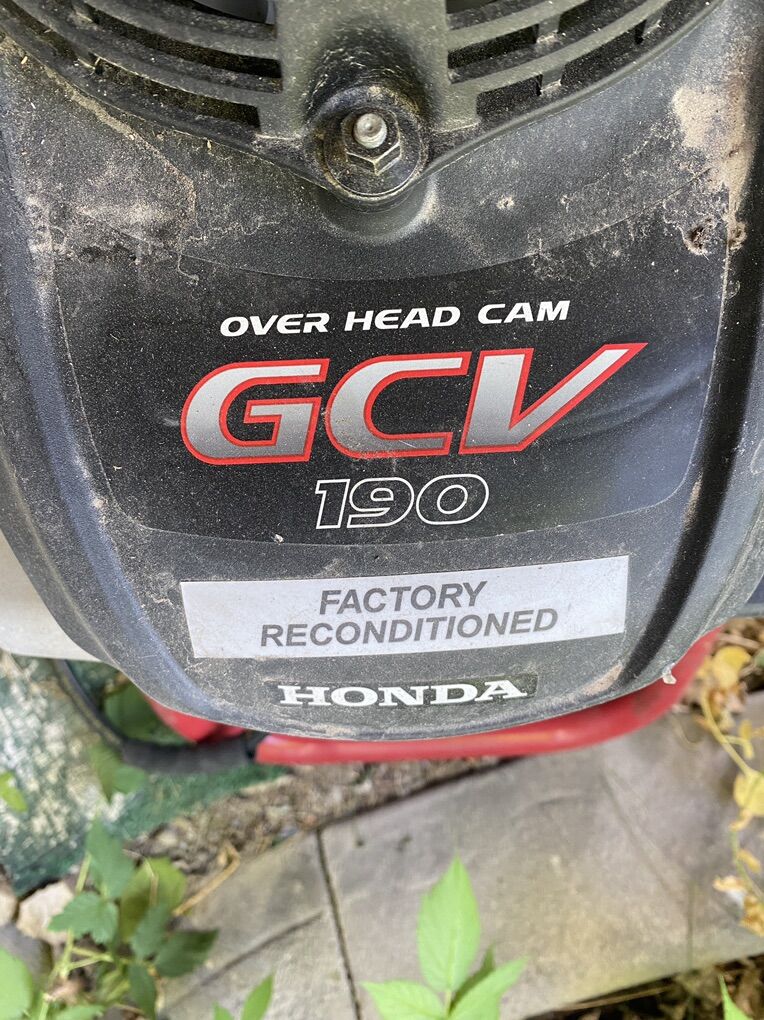 OVER HEAD CAM
GCV
190
FACTORY
RECONDITIONED
HONDA